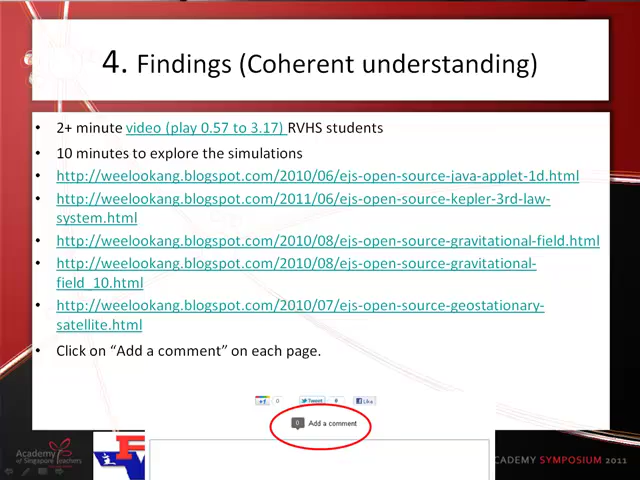 4. Findings (Coherent understanding)
• 2+ minute video (play 0.57 to 3.17) RVHS students
• 10 minutes to explore the simulations
• http://weelookang.blogspot.com/2010/06/ejs-open-source-java-applet-1d.html
• http://weelookang.blogspot.com/2011/06/ejs-open-source-kepler-3rd-law-
system.html
• http://weelookang.blogspot.com/2010/08/ejs-open-source-gravitational-field.html
• http://weelookang.blogspot.com/2010/08/ejs-open-source-gravitational-
field_10.html
• http://weelookang.blogspot.com/2010/07/ejs-open-source-geostationary-
satellite.html
• Click on “Add a comment” on each page.
+1 0 Tweet 0 Like
0 Add a comment
Academy
of Singapore Teachers
F
CADEMY SYMPOSIUM 2011